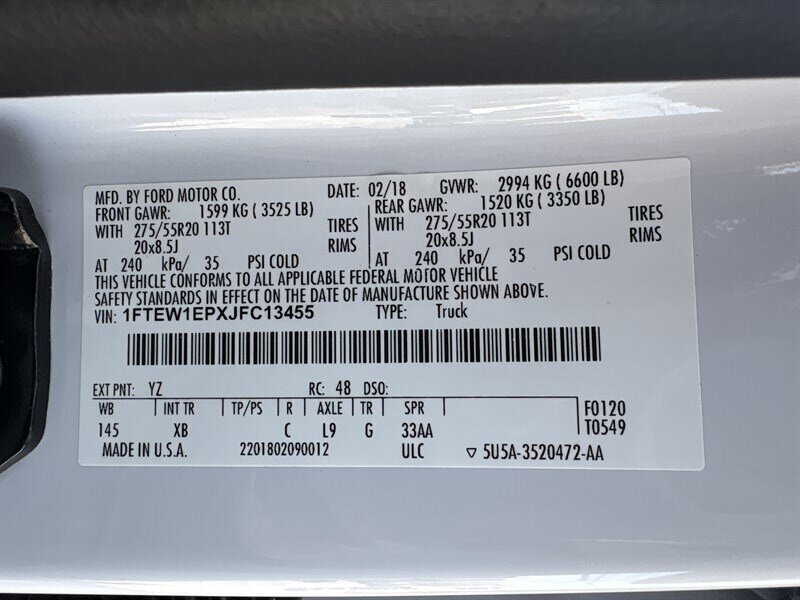 MFD. BY FORD MOTOR CO. DATE: 02/18 GVWR: 2994 KG ( 6600 LB)
FRONT GAWR: 1599 KG ( 3525 LB) REAR GAWR: 1520 KG ( 3350 LB)
WITH 275/55R20 113T TIRES WITH 275/55R20 113T TIRES
20x8.5J RIMS 20x8.5J RIMS
AT 240 kPa/ 35 PSI COLD AT 240 kPa/ 35 PSI COLD
THIS VEHICLE CONFORMS TO ALL APPLICABLE FEDERAL MOTOR VEHICLE
SAFETY STANDARDS IN EFFECT ON THE DATE OF MANUFACTURE SHOWN ABOVE.
VIN: 1FTEW1EPXJFC13455 TYPE: Truck
EXT PNT: YZ RC: 48 DSO:
WB INT TR TP/PS R AXLE TR SPR F0120
145 XB C L9 G 33AA T0549
MADE IN U.S.A. 2201802090012 ULC ▽ 5U5A-3520472-AA